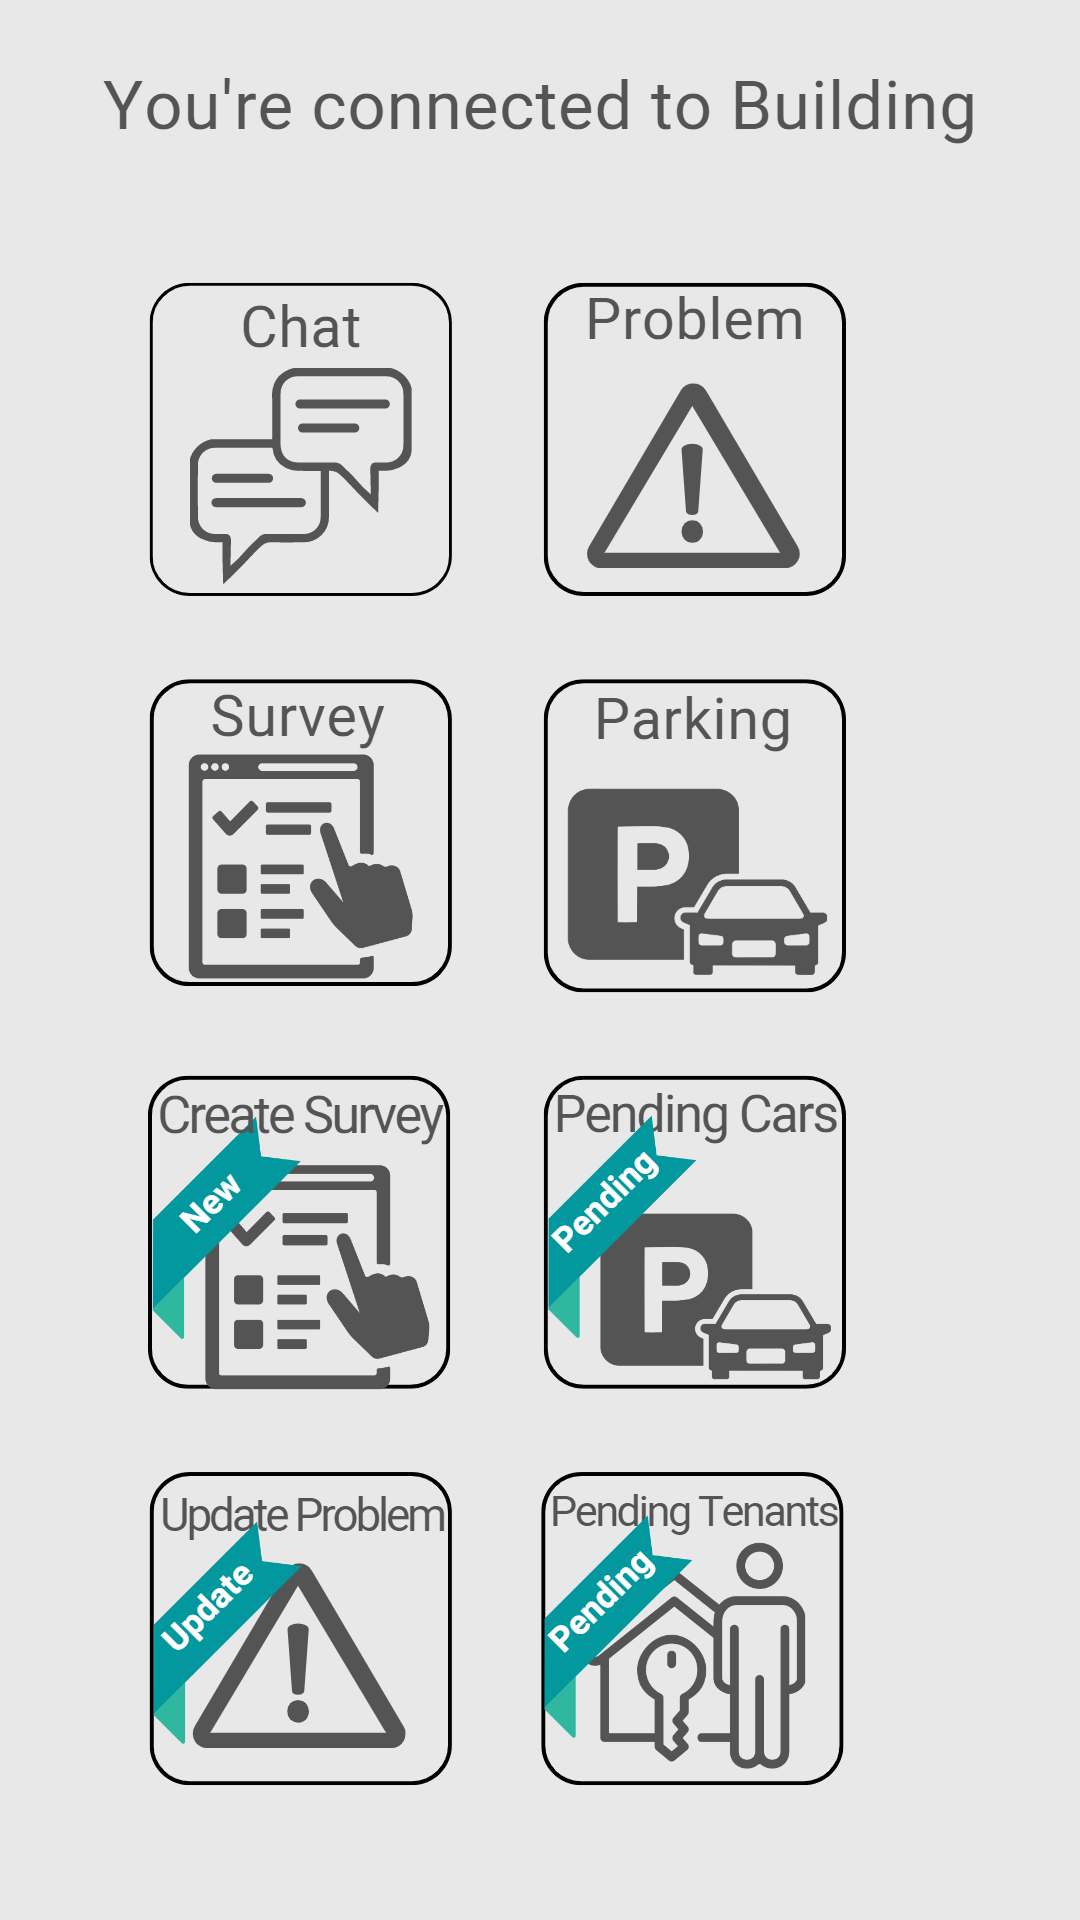 You're connected to Building
Chat
Problem
Survey
Parking
P
Create Survey
New
Pending Cars
Pending
P
Update Problem
Update
Pending Tenants
Pending